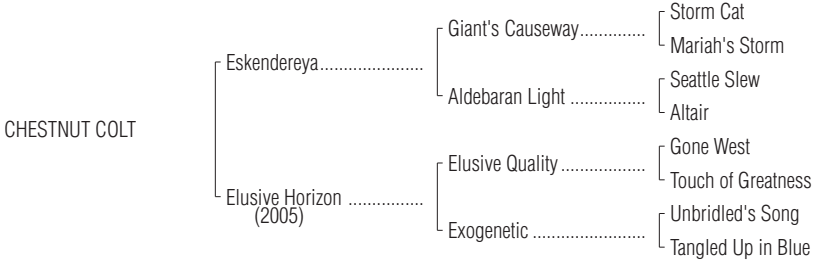 Storm Cat
Giant's Causeway..............
Mariah's Storm
Eskendereya......................
Seattle Slew
Aldebaran Light ................
Altair
CHESTNUT COLT
Gone West
Elusive Quality ..................
Touch of Greatness
Elusive Horizon ................
(2005)
Unbridled's Song
Exogenetic ........................
Tangled Up in Blue